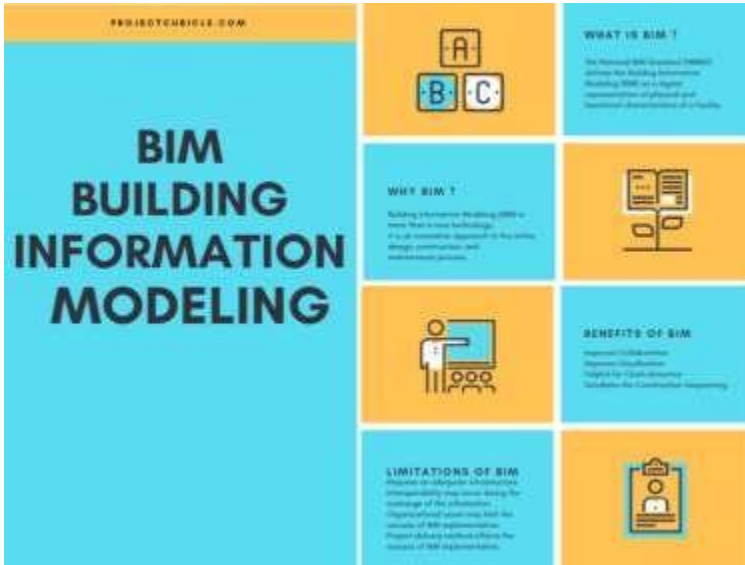 PROJECTCUBICLE.COM
BIM
BUILDING
INFORMATION
MODELING
A
B C
WHAT IS BIM ?
The National BIM Standard (NBIMS)
defines the Building Information
Modeling (BIM) as a digital
representation of physical and
functional characteristics of a facility.
WHY BIM ?
Building Information Modeling (BIM) is
more than a new technology,
it is an innovative approach to the entire
design, construction, and
maintenance process.
BENEFITS OF BIM
Improves Collaboration
Improves Visualization
Helpful for Clash detection
Simulates the Construction Sequencing
LIMITATIONS OF BIM
Requires an adequate infrastructure
Interoperability may occur during the
exchange of the information
Organizational issues may limit the
success of BIM implementation.
Project delivery method affects the
success of BIM implementation.